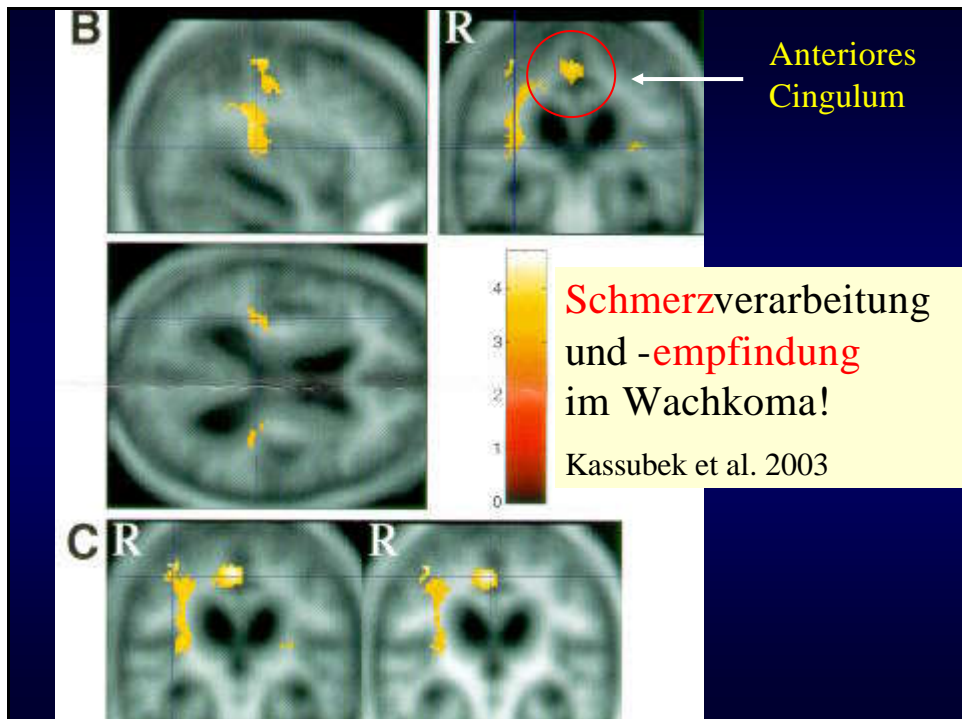 B
R
Anteriores
Cingulum
4
3
2
1
0
Schmerzverarbeitung
und -empfindung
im Wachkoma!
Kassubek et al. 2003
C
R
R